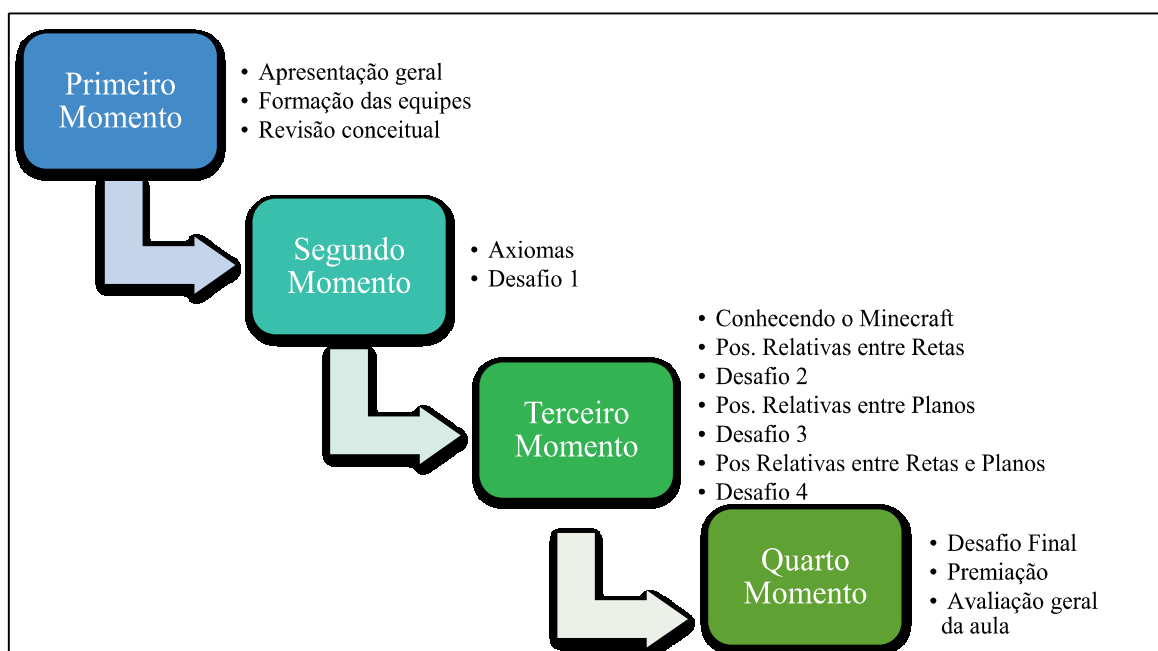 Primeiro
Momento
• Apresentação geral
• Formação das equipes
• Revisão conceitual
Segundo
Momento
• Axiomas
• Desafio 1
Terceiro
Momento
• Conhecendo o Minecraft
• Pos. Relativas entre Retas
• Desafio 2
• Pos. Relativas entre Planos
• Desafio 3
• Pos Relativas entre Retas e Planos
• Desafio 4
Quarto
Momento
• Desafio Final
• Premiação
• Avaliação geral
da aula